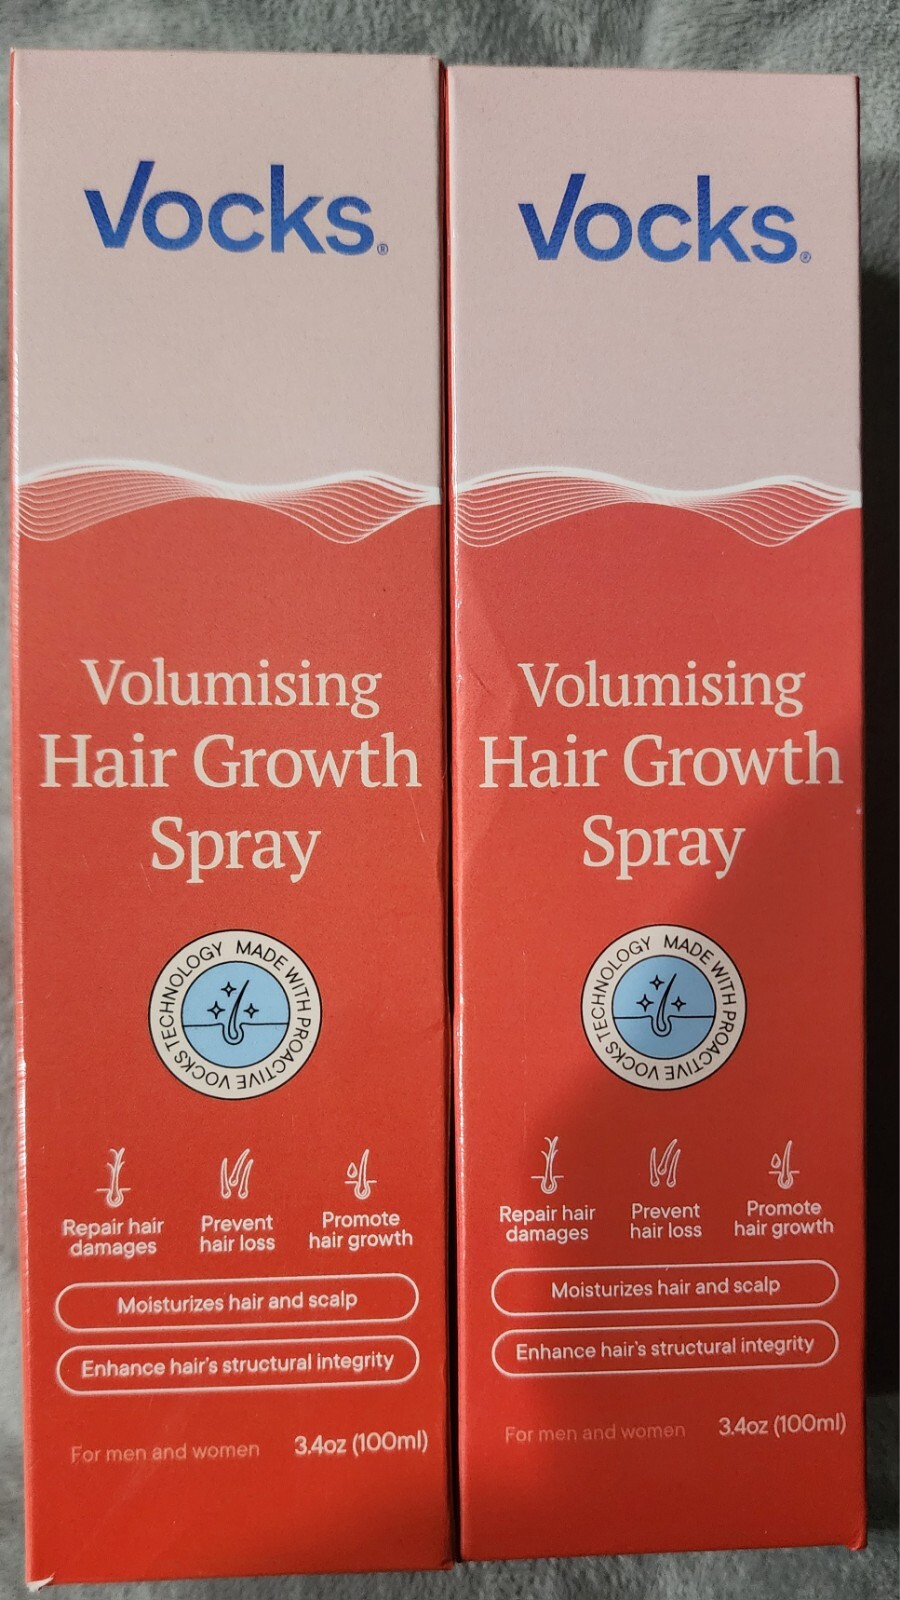 Vocks®
Volumising
Hair Growth
Spray
MADE WITH PROACTIVE VOCKS TECHNOLOGY
Repair hair
damages
Prevent
hair loss
Promote
hair growth
Moisturizes hair and scalp
Enhance hair's structural integrity
For men and women
3.4oz (100ml)
Vocks®
Volumising
Hair Growth
Spray
MADE WITH PROACTIVE VOCKS TECHNOLOGY
Repair hair
damages
Prevent
hair loss
Promote
hair growth
Moisturizes hair and scalp
Enhance hair's structural integrity
For men and women
3.4oz (100ml)